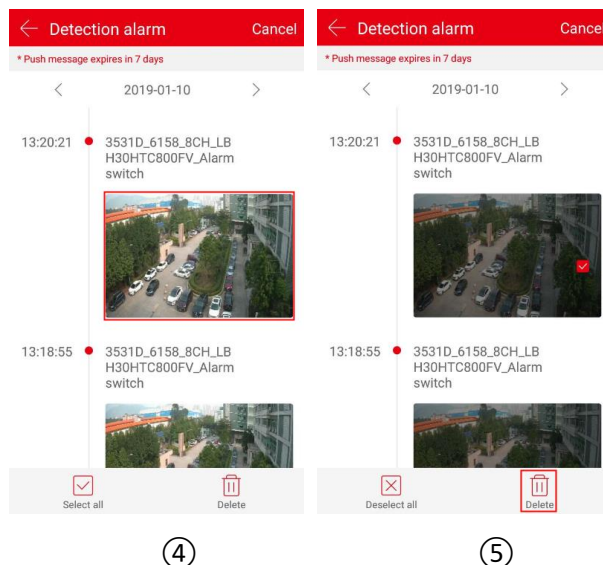 Detection alarm Cancel
* Push message expires in 7 days
2019-01-10
13:20:21 3531D_6158_8CH_LB
H30HTC800FV_Alarm
switch
13:18:55 3531D_6158_8CH_LB
H30HTC800FV_Alarm
switch
Select all Delete
④
Detection alarm Cancel
* Push message expires in 7 days
2019-01-10
13:20:21 3531D_6158_8CH_LB
H30HTC800FV_Alarm
switch
13:18:55 3531D_6158_8CH_LB
H30HTC800FV_Alarm
switch
Deselect all Delete
⑤